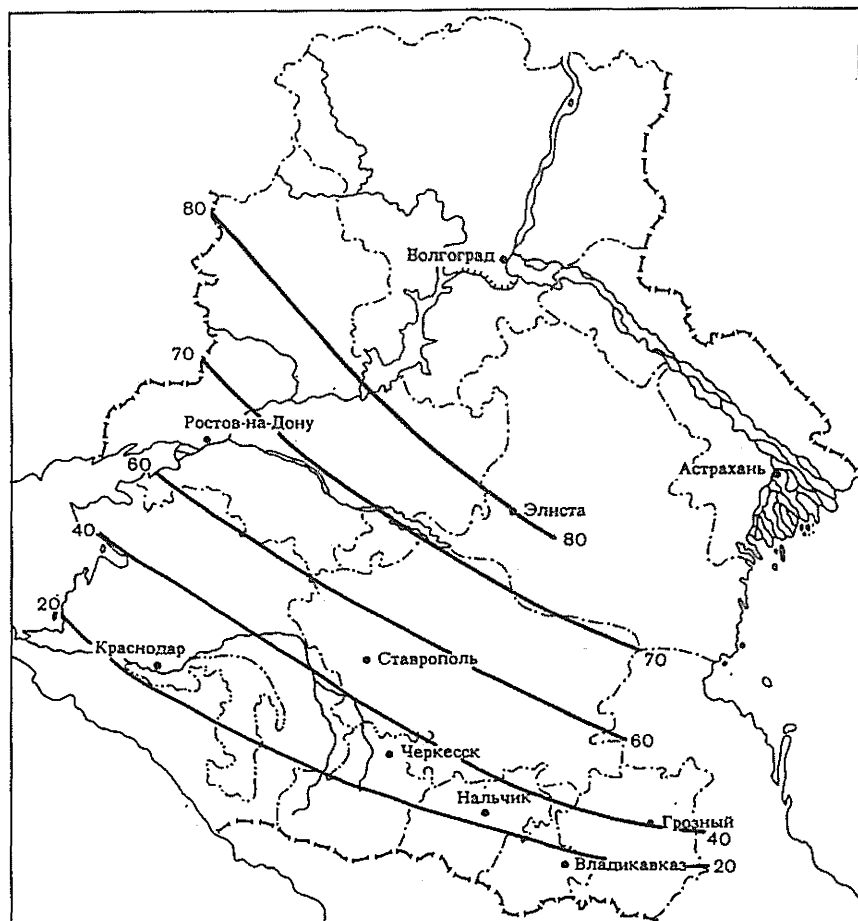 80
Волгоград
70
Ростов-на-Дону
60
Астрахань
40
Элиста
80
20
Краснодар
Ставрополь
70
60
Черкесск
Нальчик
Грозный
40
Владикавказ
20